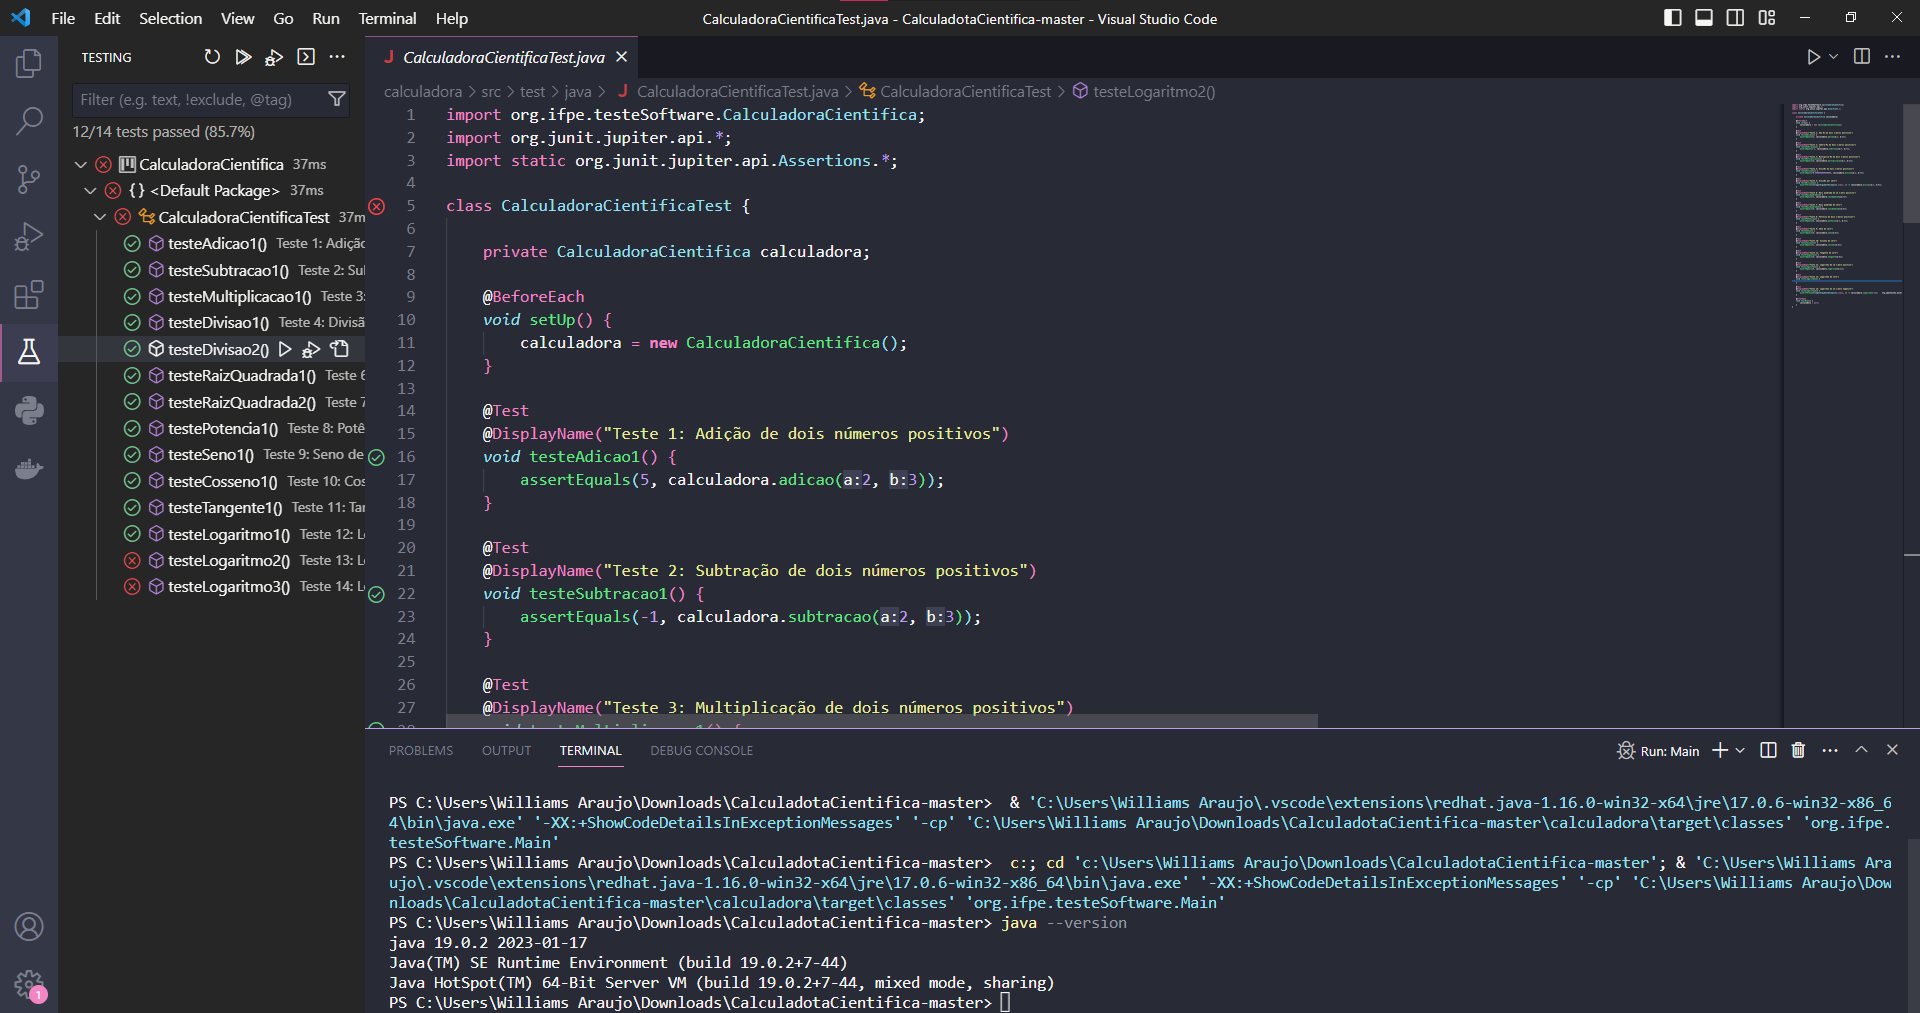 File Edit Selection View Go Run Terminal Help
CalculadoraCientificaTest.java - CalculadotaCientifica-master - Visual Studio Code
TESTING
Filter (e.g. text, !exclude, @tag)
12/14 tests passed (85.7%)
CalculadoraCientifica 37ms
{} <Default Package> 37ms
CalculadoraCientificaTest 37m
testeAdicao1() Teste 1: Adição
testeSubtracao1() Teste 2: Sul
testeMultiplicacao1() Teste 3:
testeDivisao1() Teste 4: Divisã
testeDivisao2()
testeRaizQuadrada1() Teste 6
testeRaizQuadrada2() Teste 7
testePotencia1() Teste 8: Potê
testeSeno1() Teste 9: Seno de
testeCosseno1() Teste 10: Cos
testeTangente1() Teste 11: Tar
testeLogaritmo1() Teste 12: L
testeLogaritmo2() Teste 13: L
testeLogaritmo3() Teste 14: L
1
J CalculadoraCientificaTest.java
calculadora > src > test > java > J CalculadoraCientificaTest.java > CalculadoraCientificaTest > testeLogaritmo2()
1 import org.ifpe.testeSoftware.CalculadoraCientifica;
2 import org.junit.jupiter.api.*;
3 import static org.junit.jupiter.api.Assertions.*;
4
5 class CalculadoraCientificaTest {
6
7 private CalculadoraCientifica calculadora;
8
9 @BeforeEach
10 void setUp() {
11 calculadora = new CalculadoraCientifica();
12 }
13
14 @Test
15 @DisplayName("Teste 1: Adição de dois números positivos")
16 void testeAdicao1() {
17 assertEquals(5, calculadora.adicao(a:2, b:3));
18 }
19
20 @Test
21 @DisplayName("Teste 2: Subtração de dois números positivos")
22 void testeSubtracao1() {
23 assertEquals(-1, calculadora.subtracao(a:2, b:3));
24 }
25
26 @Test
27 @DisplayName("Teste 3: Multiplicação de dois números positivos")
PROBLEMS OUTPUT TERMINAL DEBUG CONSOLE
Run: Main
PS C:\Users\Williams Araujo\Downloads\CalculadotaCientifica-master>  & 'C:\Users\Williams Araujo\.vscode\extensions\redhat.java-1.16.0-win32-x64\jre\17.0.6-win32-x86_6
4\bin\java.exe' '-XX:+ShowCodeDetailsInExceptionMessages' '-cp' 'C:\Users\Williams Araujo\Downloads\CalculadotaCientifica-master\calculadora\target\classes' 'org.ifpe.
testeSoftware.Main'
PS C:\Users\Williams Araujo\Downloads\CalculadotaCientifica-master>  c:; cd 'c:\Users\Williams Araujo\Downloads\CalculadotaCientifica-master'; & 'C:\Users\Williams Ara
ujo\.vscode\extensions\redhat.java-1.16.0-win32-x64\jre\17.0.6-win32-x86_64\bin\java.exe' '-XX:+ShowCodeDetailsInExceptionMessages' '-cp' 'C:\Users\Williams Araujo\Dow
nloads\CalculadotaCientifica-master\calculadora\target\classes' 'org.ifpe.testeSoftware.Main'
PS C:\Users\Williams Araujo\Downloads\CalculadotaCientifica-master> java --version
java 19.0.2 2023-01-17
Java(TM) SE Runtime Environment (build 19.0.2+7-44)
Java HotSpot(TM) 64-Bit Server VM (build 19.0.2+7-44, mixed mode, sharing)
PS C:\Users\Williams Araujo\Downloads\CalculadotaCientifica-master>